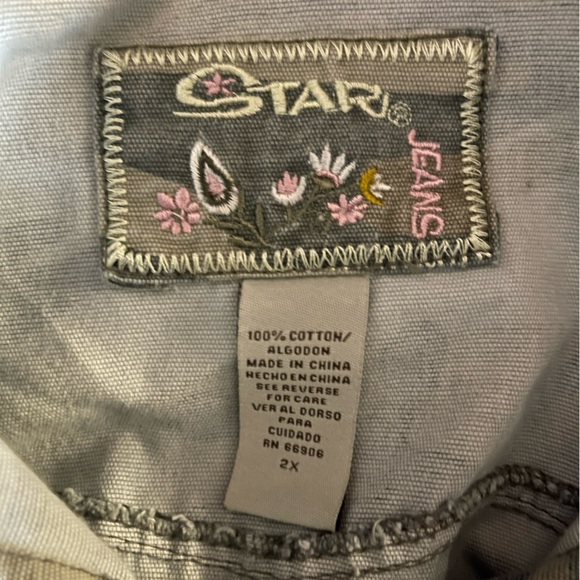 STAR ®
JEANS
100% COTTON/
ALGODON
MADE IN CHINA
HECHO EN CHINA
SEE REVERSE
FOR CARE
VER AL DORSO
PARA
CUIDADO
RN 66906
2X